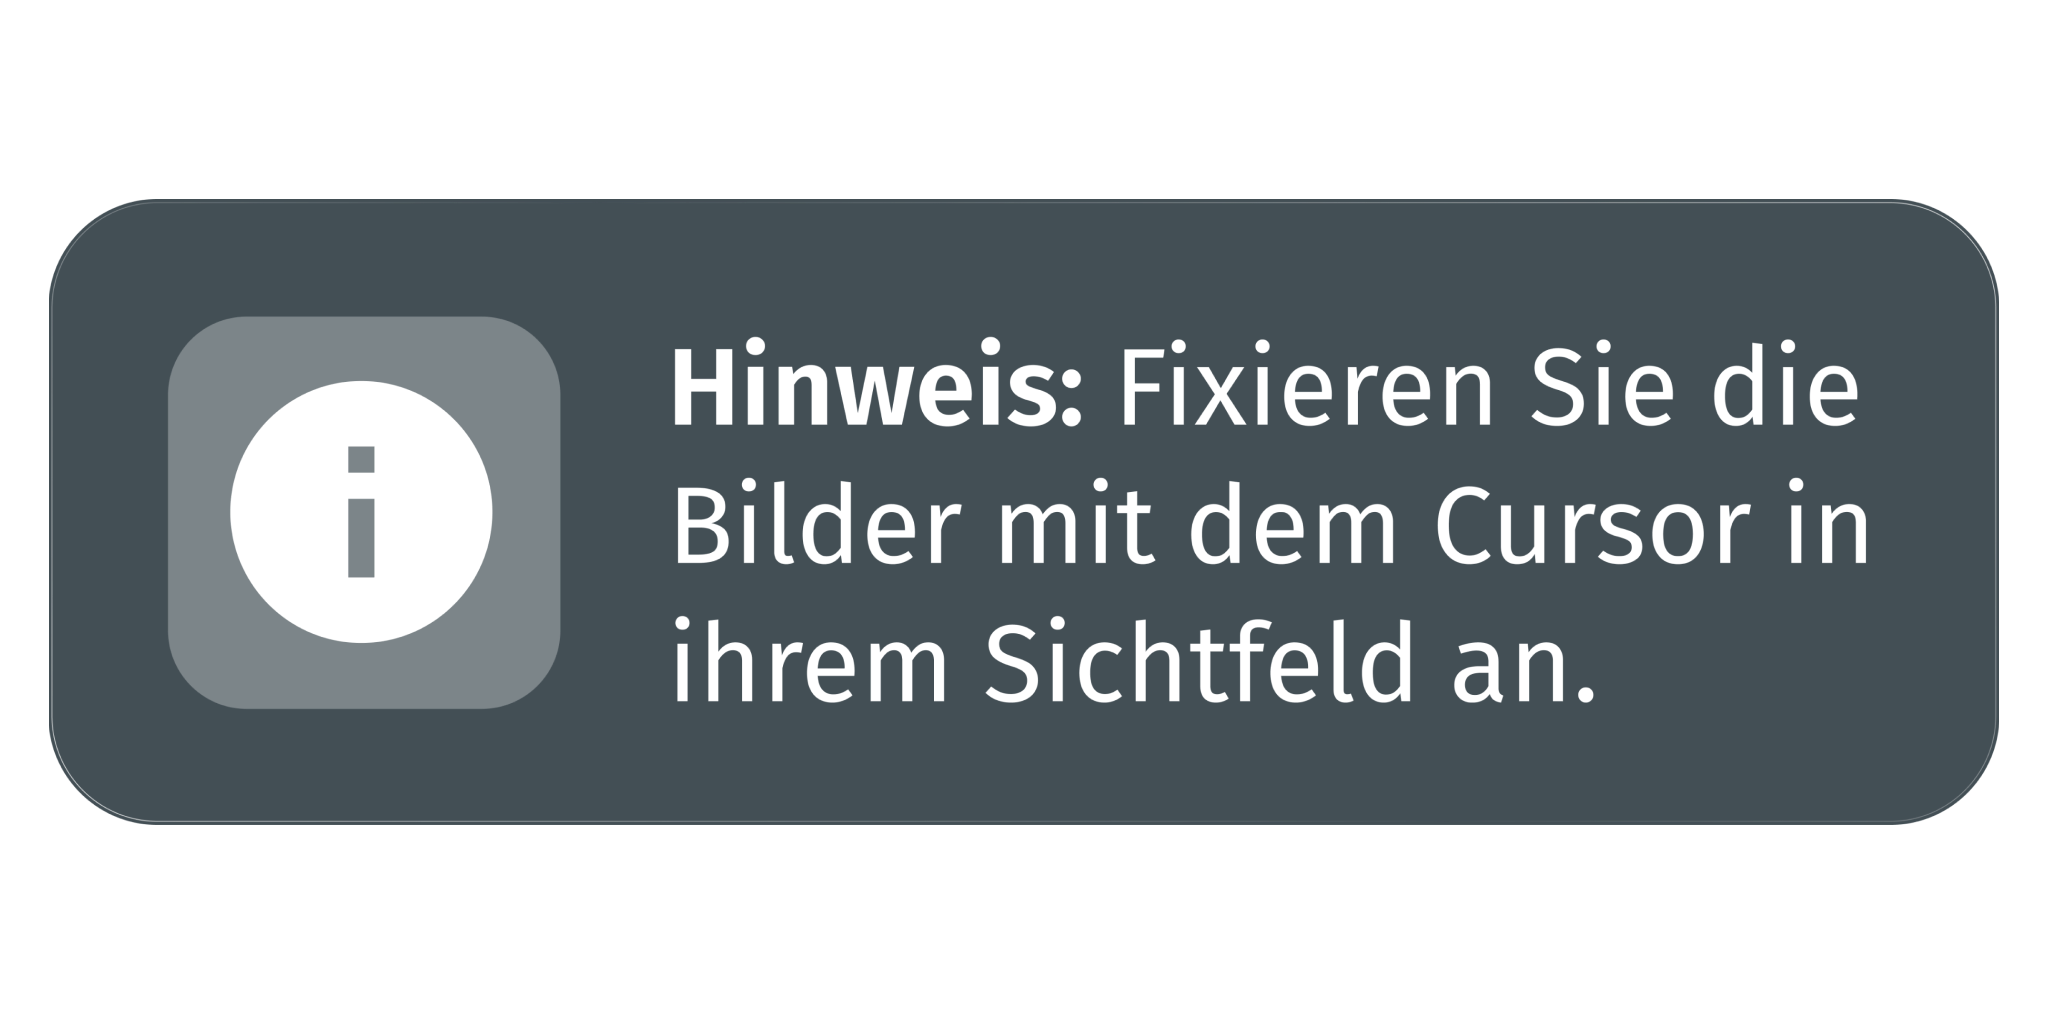 Hinweis: Fixieren Sie die
Bilder mit dem Cursor in
ihrem Sichtfeld an.